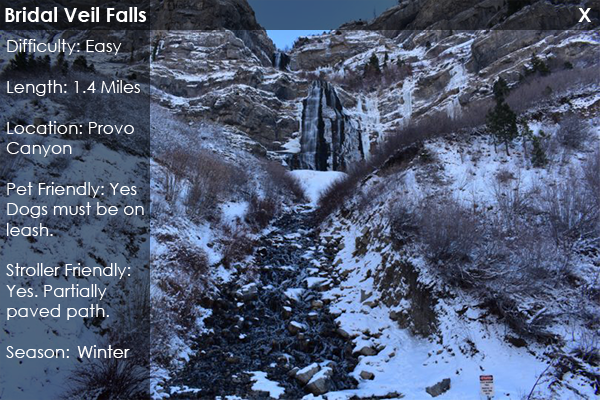 Bridal Veil Falls
X
Difficulty: Easy
Length: 1.4 Miles
Location: Provo
Canyon
Pet Friendly: Yes
Dogs must be on
leash.
Stroller Friendly:
Yes. Partially
paved path.
Season: Winter